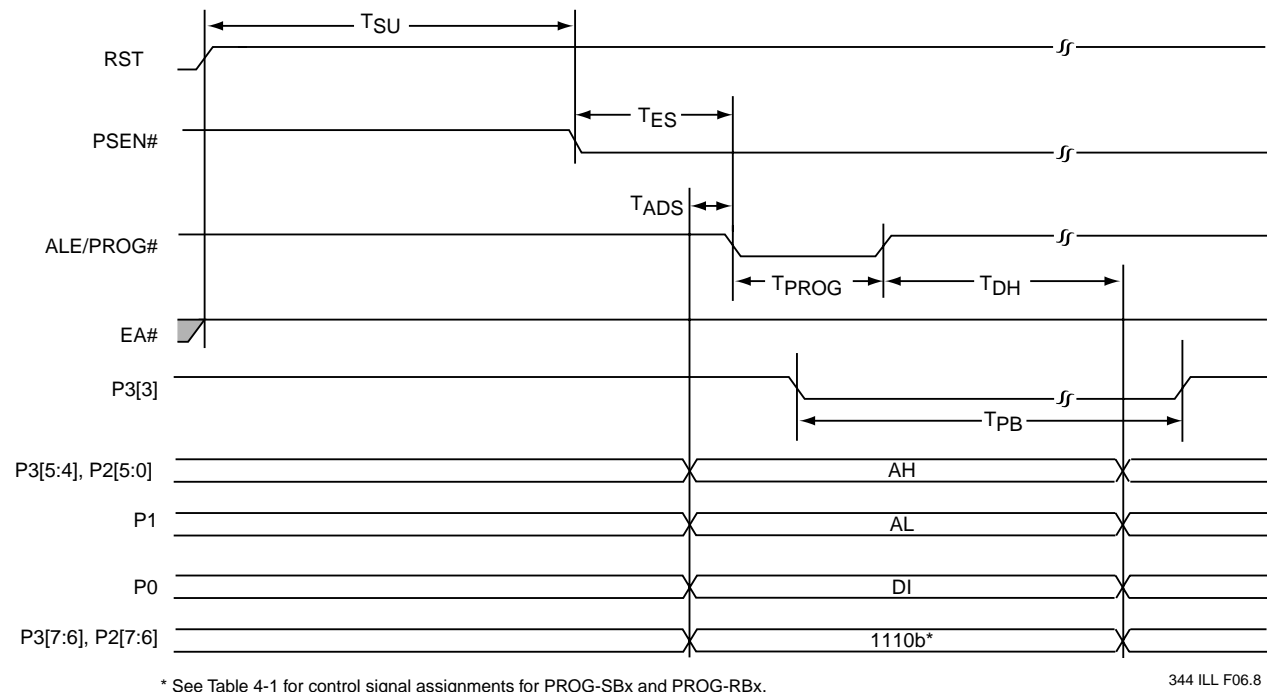 TSU
RST
TES
PSEN#
TADS
ALE/PROG#
TPROG
TDH
EA#
P3[3]
TPB
P3[5:4], P2[5:0]
AH
P1
AL
P0
DI
P3[7:6], P2[7:6]
1110b*
* See Table 4-1 for control signal assignments for PROG-SBx and PROG-RBx.
344 ILL F06.8